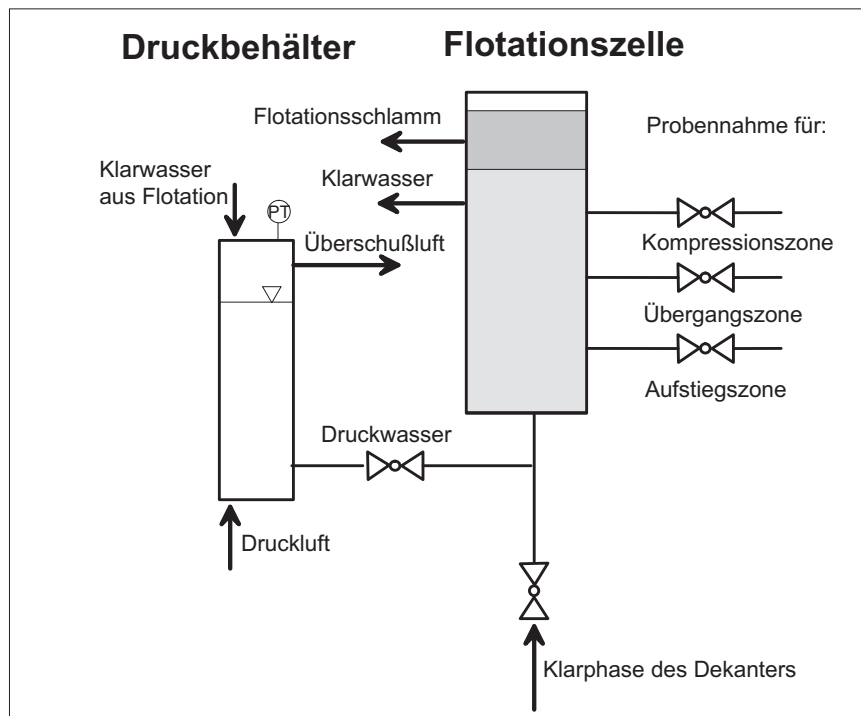 Druckbehälter
Flotationszelle
Flotationsschlamm
Probennahme für:
Klarwasser
aus Flotation
Klarwasser
PT
Überschußluft
Kompressionszone
Übergangszone
Aufstiegszone
Druckwasser
Druckluft
Klarphase des Dekanters